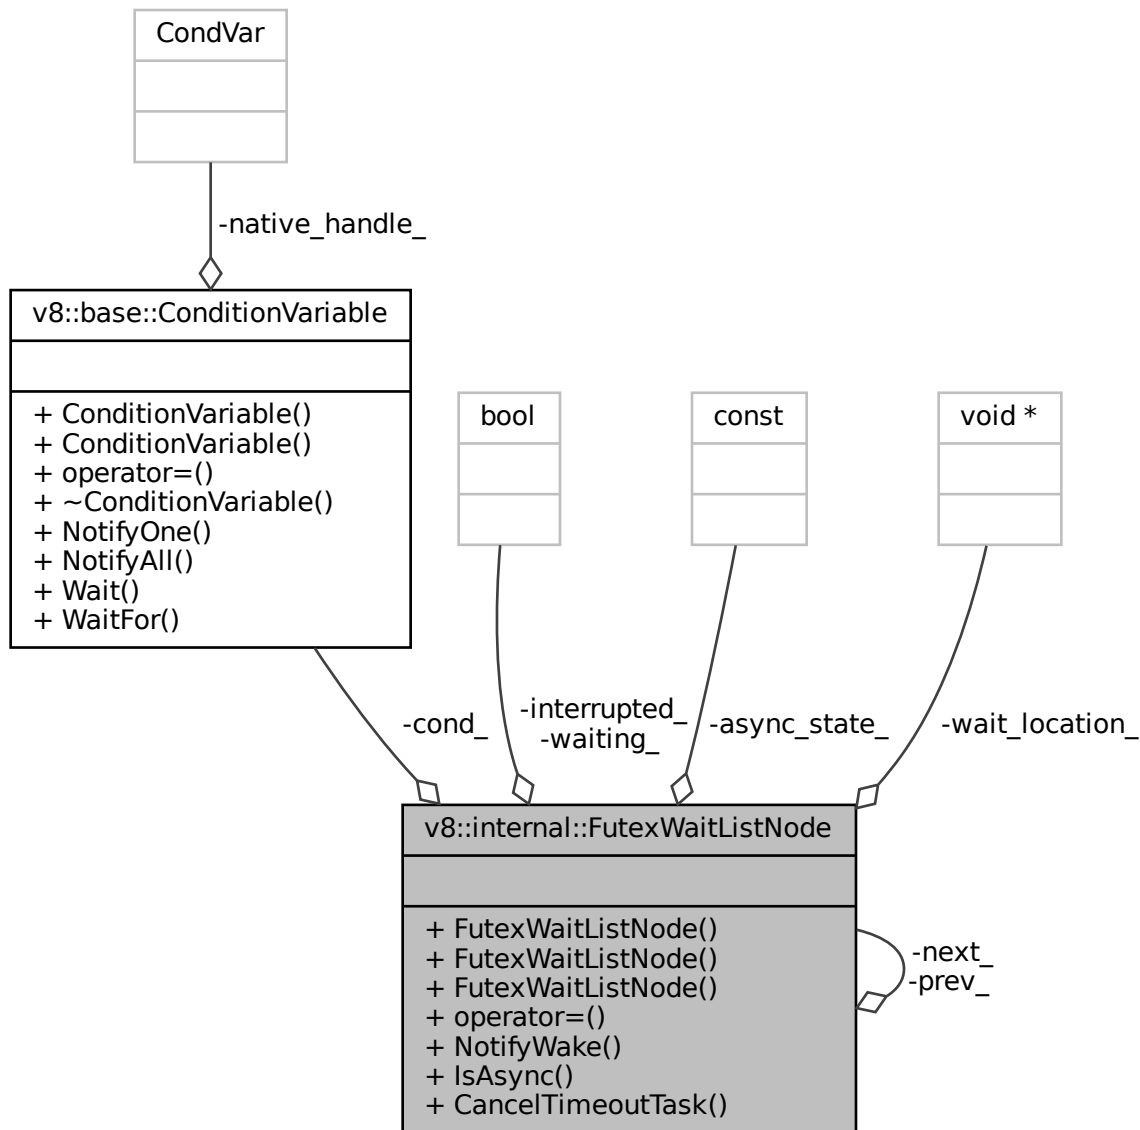 CondVar
-native_handle_
v8::base::ConditionVariable
+ ConditionVariable()
+ ConditionVariable()
+ operator=()
+ ~ConditionVariable()
+ NotifyOne()
+ NotifyAll()
+ Wait()
+ WaitFor()
bool
const
void *
-cond_
-interrupted_
-waiting_
-async_state_
-wait_location_
v8::internal::FutexWaitListNode
+ FutexWaitListNode()
+ FutexWaitListNode()
+ FutexWaitListNode()
+ operator=()
+ NotifyWake()
+ IsAsync()
+ CancelTimeoutTask()
-next_
-prev_